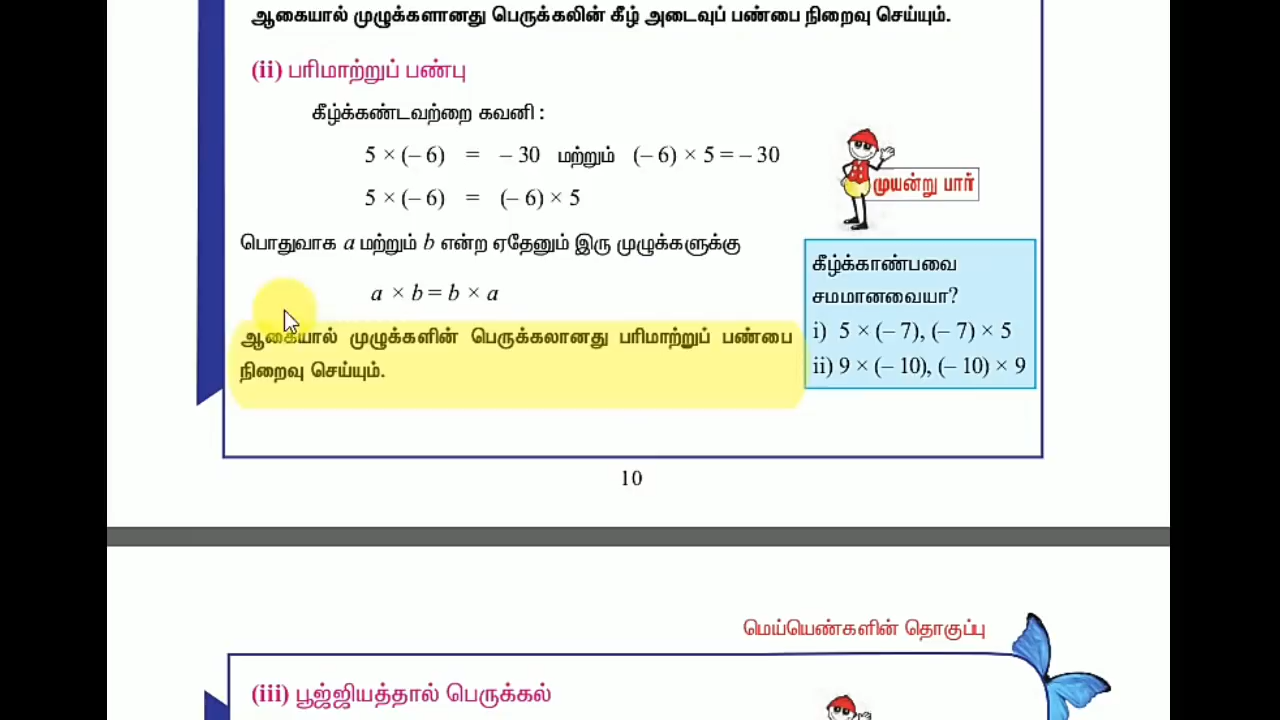 ஆகையால் முழுக்களானது பெருக்கலின் கீழ் அடைவுப் பண்பை நிறைவு செய்யும்.
(ii) பரிமாற்றுப் பண்பு
கீழ்க்கண்டவற்றை கவனி :
5 × (– 6) = – 30 மற்றும் (– 6) × 5 = – 30
5 × (– 6) = (– 6) × 5
முயன்று பார்
பொதுவாக a மற்றும் b என்ற ஏதேனும் இரு முழுக்களுக்கு
a × b = b × a
ஆகையால் முழுக்களின் பெருக்கலானது பரிமாற்றுப் பண்பை
நிறைவு செய்யும்.
கீழ்க்காண்பவை
சமமானவையா?
i) 5 × (– 7), (– 7) × 5
ii) 9 × (– 10), (– 10) × 9
10
மெய்யெண்களின் தொகுப்பு
(iii) பூஜ்ஜியத்தால் பெருக்கல்